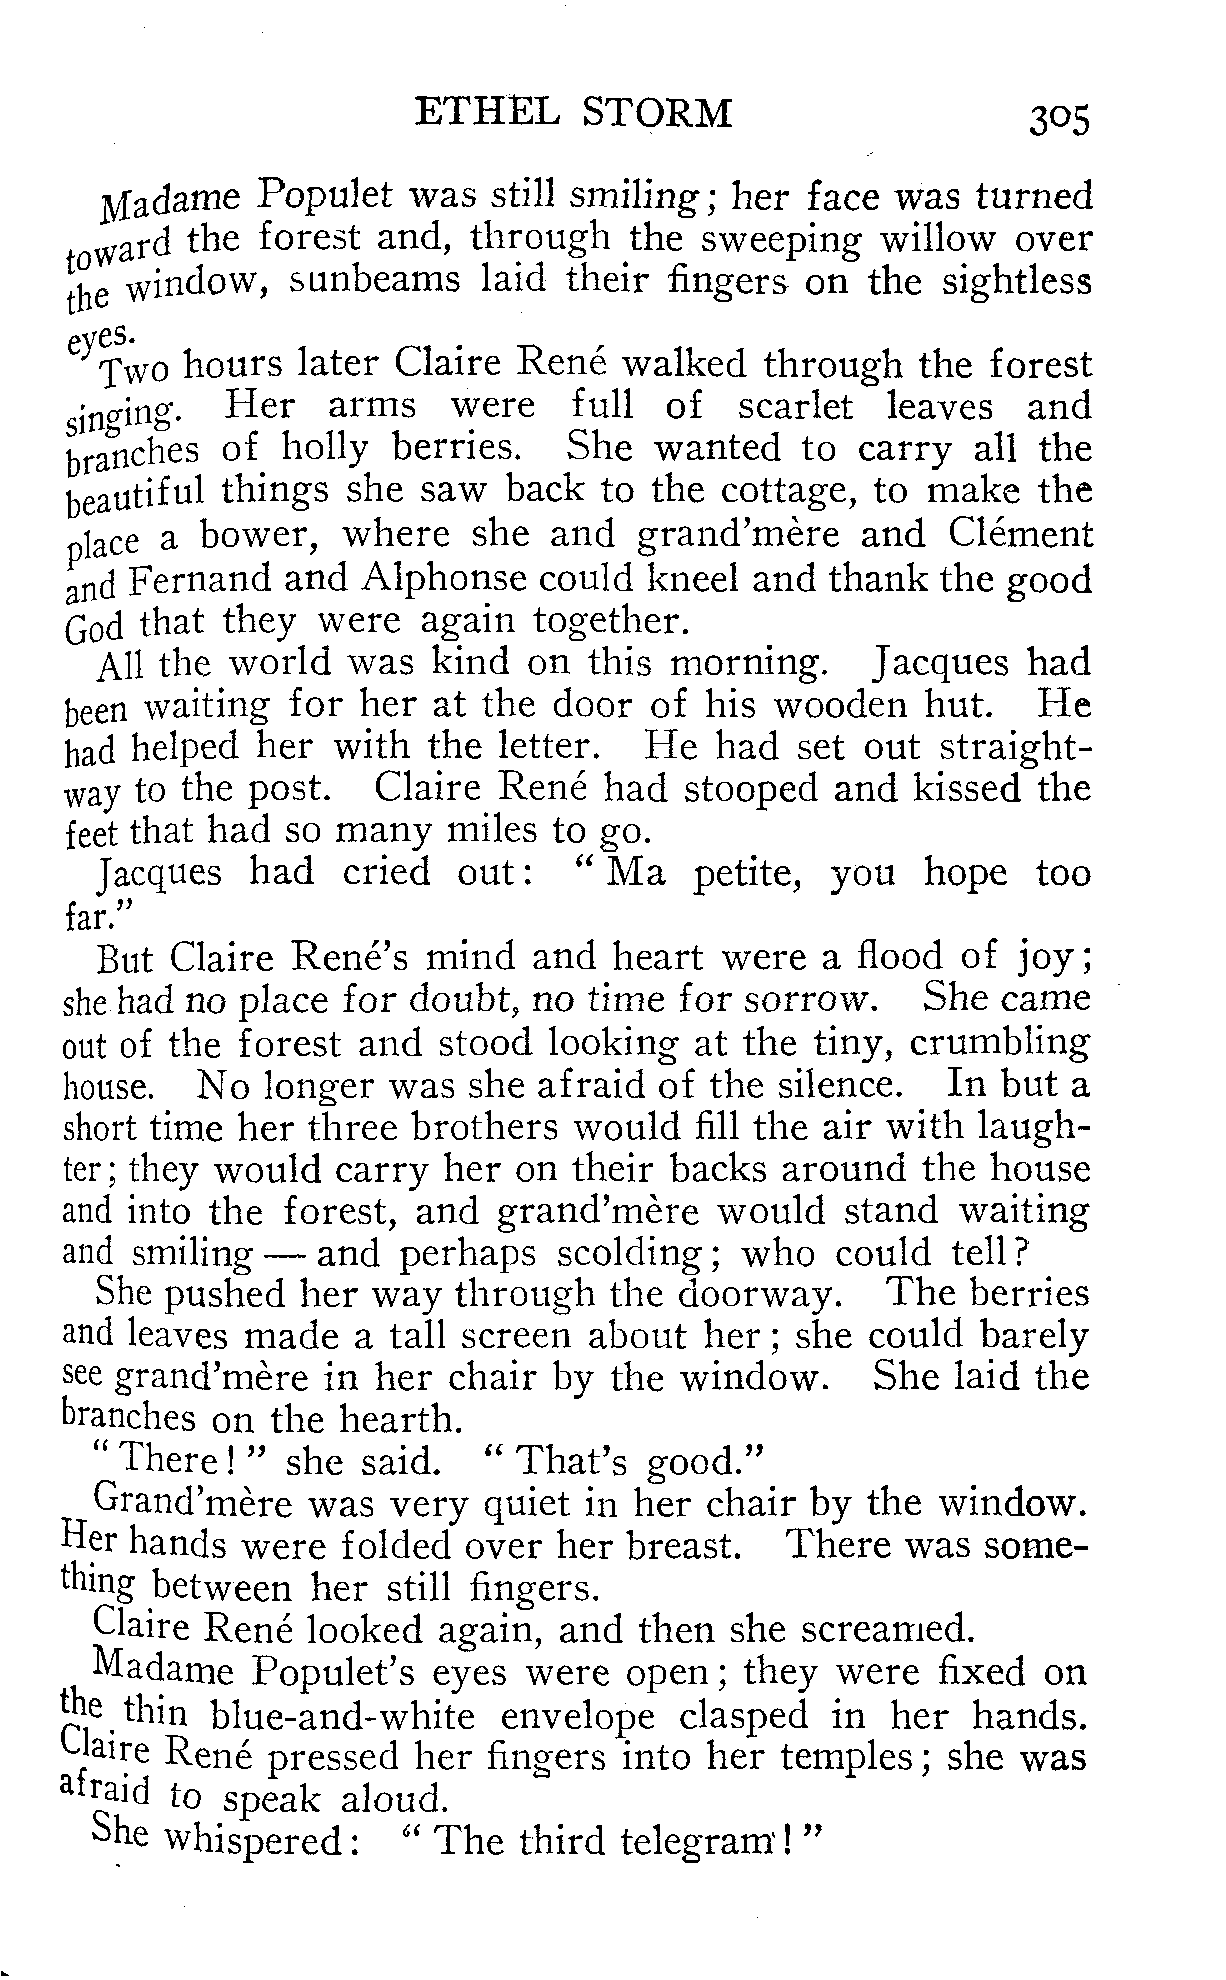 ETHEL STORM 305
Madame Populet was still smiling; her face was turned
toward the forest and, through the sweeping willow over
the window, sunbeams laid their fingers on the sightless
eyes.
Two hours later Claire René walked through the forest
singing. Her arms were full of scarlet leaves and
branches of holly berries. She wanted to carry all the
beautiful things she saw back to the cottage, to make the
place a bower, where she and grand'mère and Clément
and Fernand and Alphonse could kneel and thank the good
God that they were again together.
All the world was kind on this morning. Jacques had
been waiting for her at the door of his wooden hut. He
had helped her with the letter. He had set out straight-
way to the post. Claire René had stooped and kissed the
feet that had so many miles to go.
Jacques had cried out: "Ma petite, you hope too
far."
But Claire René's mind and heart were a flood of joy;
she had no place for doubt, no time for sorrow. She came
out of the forest and stood looking at the tiny, crumbling
house. No longer was she afraid of the silence. In but a
short time her three brothers would fill the air with laugh-
ter; they would carry her on their backs around the house
and into the forest, and grand'mère would stand waiting
and smiling — and perhaps scolding; who could tell?
She pushed her way through the doorway. The berries
and leaves made a tall screen about her; she could barely
see grand'mère in her chair by the window. She laid the
branches on the hearth.
"There!" she said. "That's good."
Grand'mère was very quiet in her chair by the window.
Her hands were folded over her breast. There was some-
thing between her still fingers.
Claire René looked again, and then she screamed.
Madame Populet's eyes were open; they were fixed on
the thin blue-and-white envelope clasped in her hands.
Claire René pressed her fingers into her temples; she was
afraid to speak aloud.
She whispered: "The third telegram!"